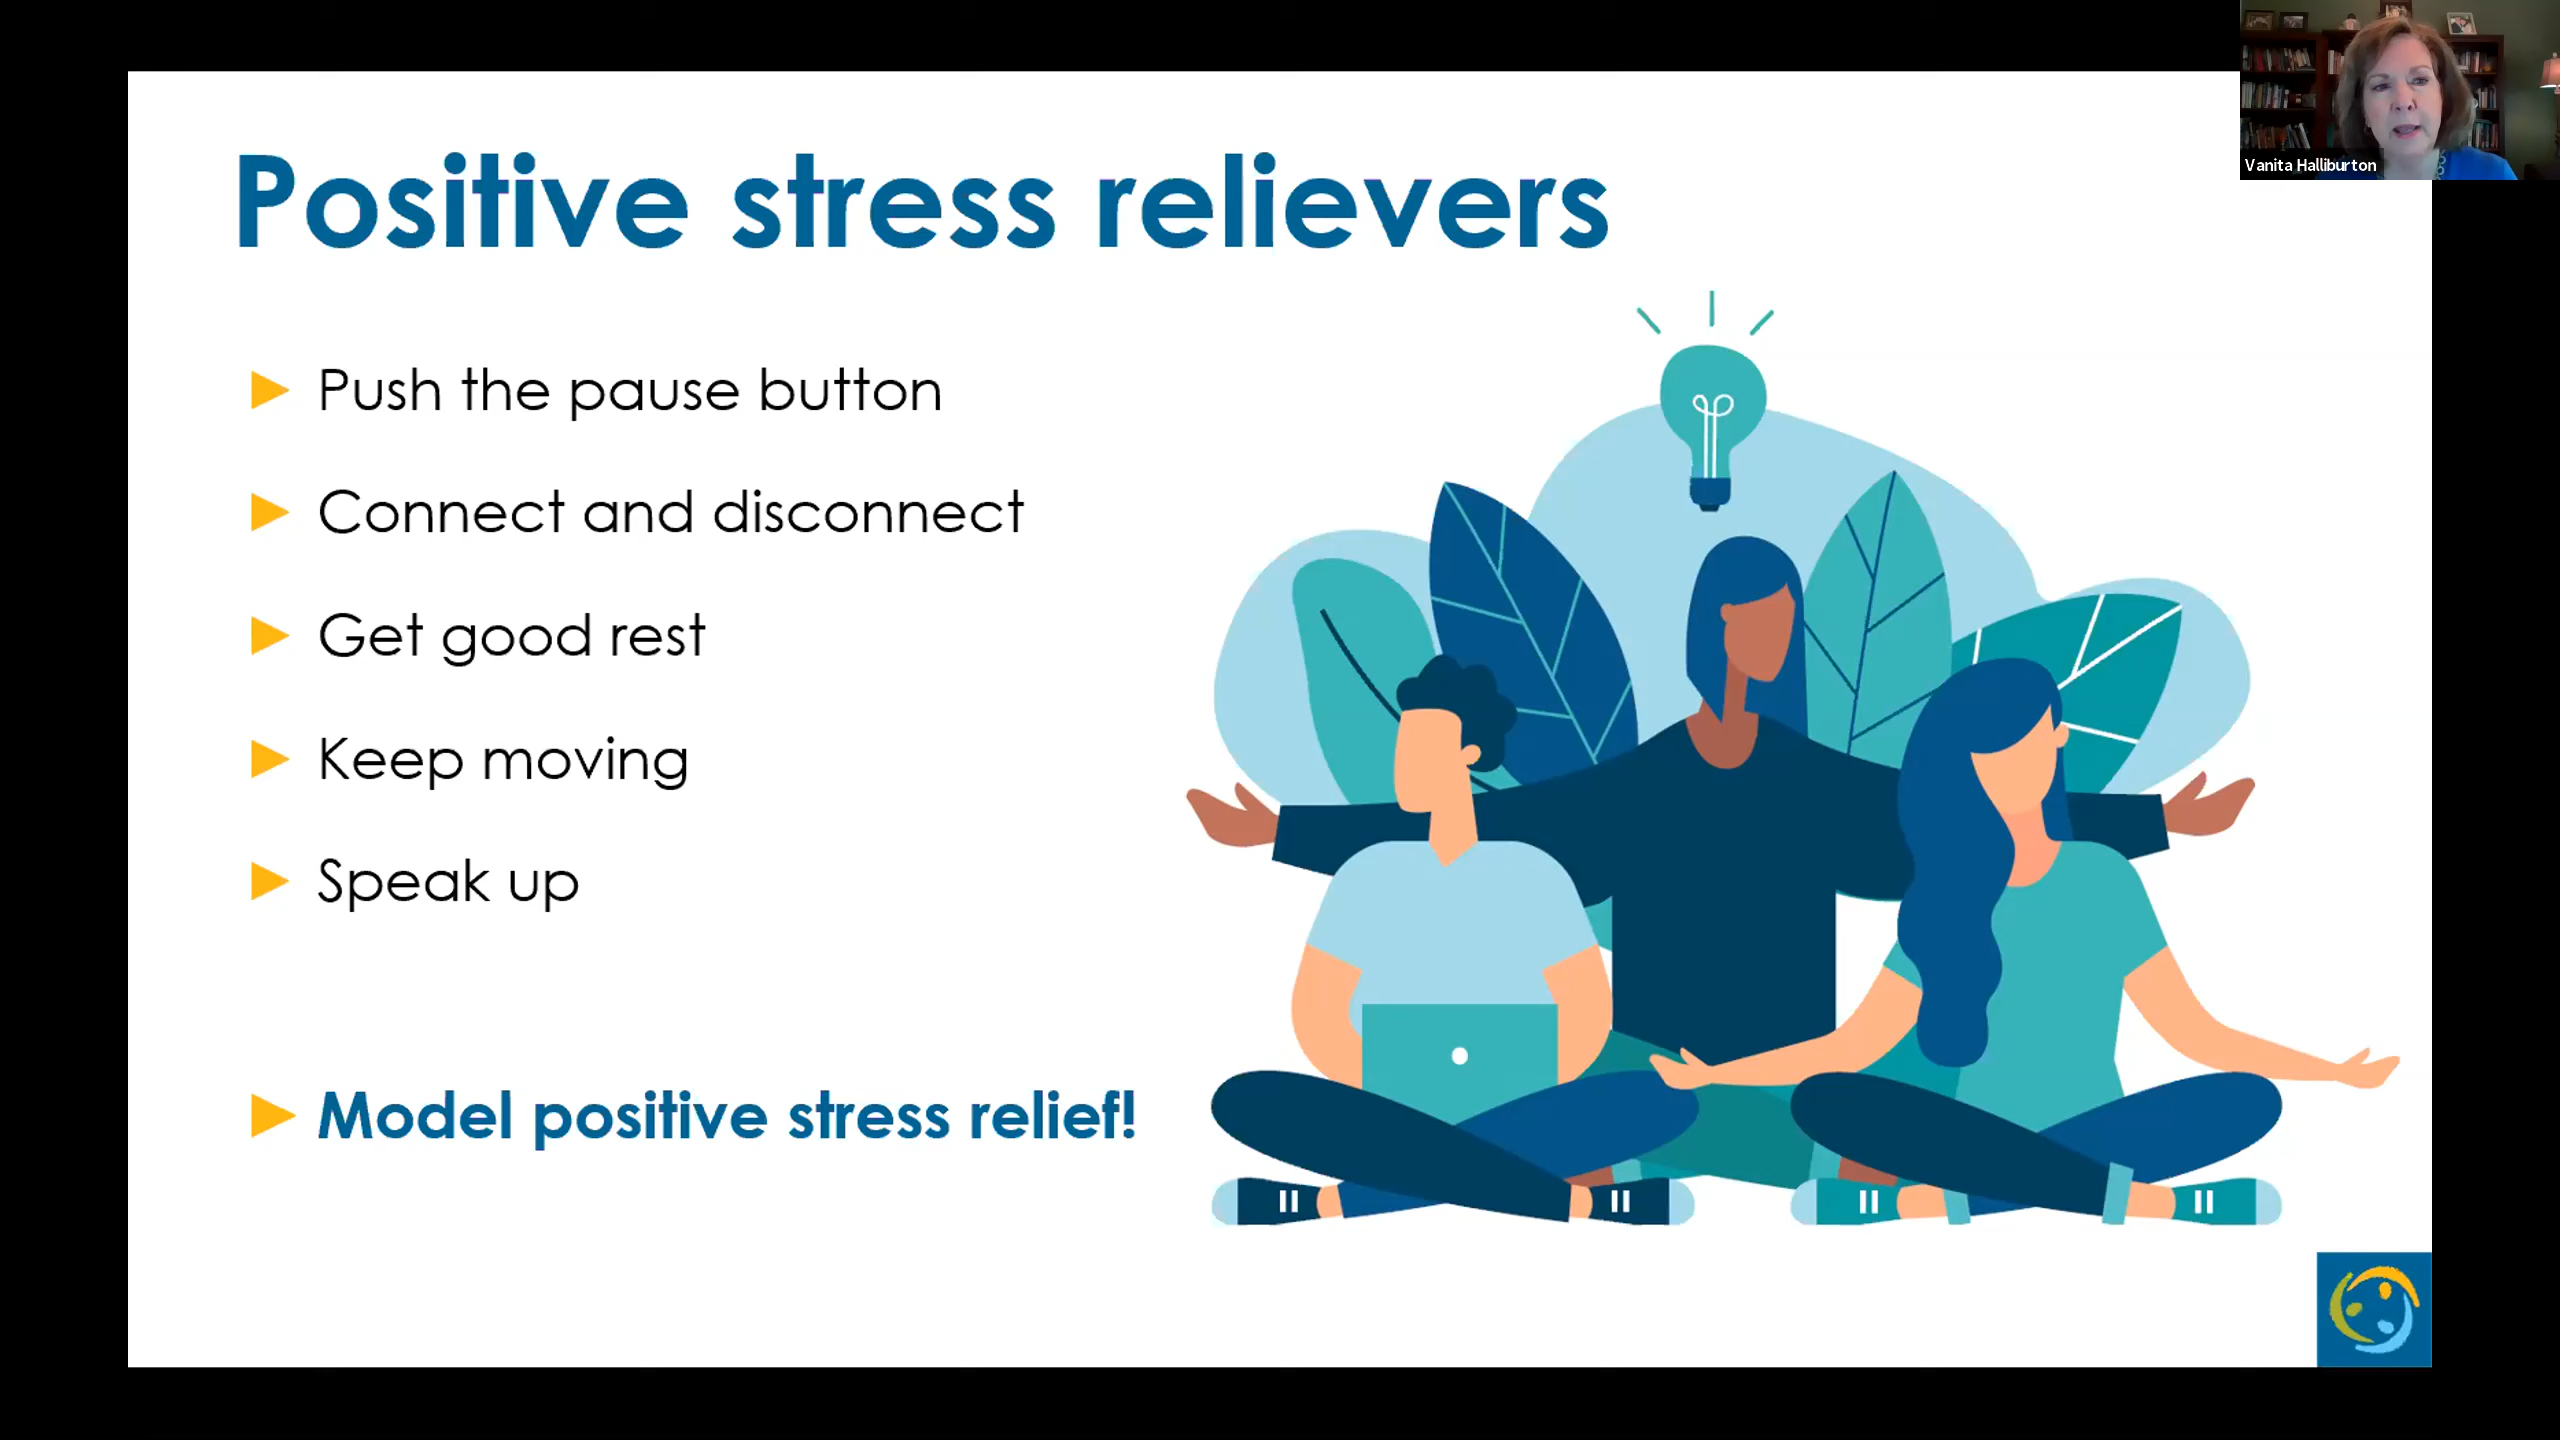 Positive stress relievers
Push the pause button
Connect and disconnect
Get good rest
Keep moving
Speak up
Model positive stress relief!
Vanita Halliburton